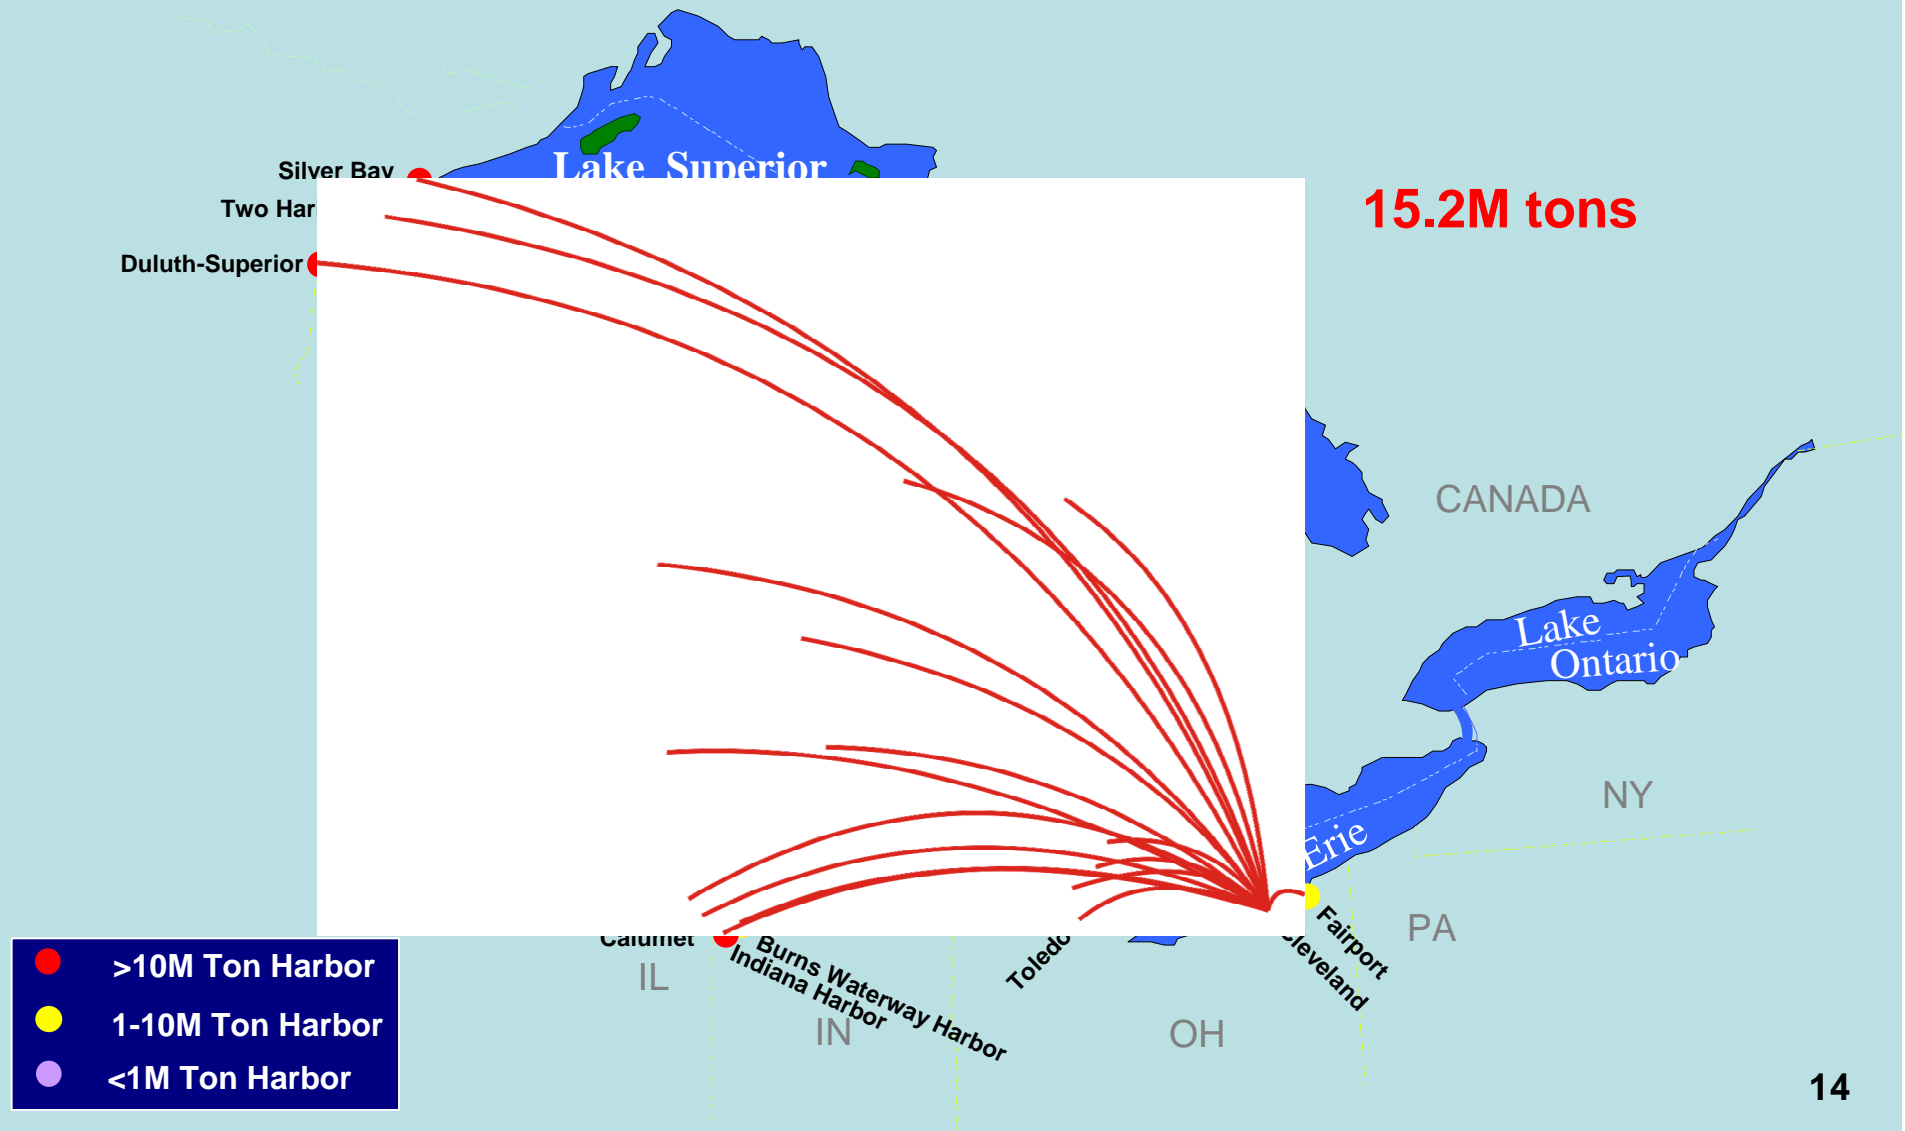 Silver Bay
Lake Superior
Two Har
15.2M tons
Duluth-Superior
CANADA
Lake
Ontario
NY
Erie
Fairport
PA
Cleveland
Calumet
Burns Waterway Harbor
Indiana Harbor
Toledo
IL
IN
OH
>10M Ton Harbor
1-10M Ton Harbor
<1M Ton Harbor
14